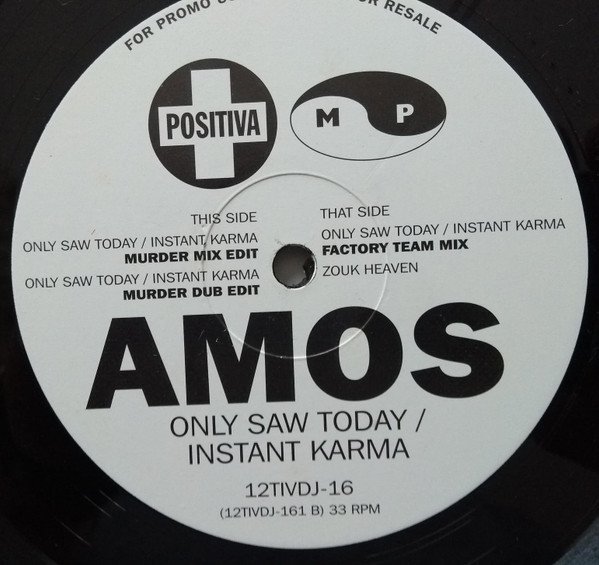 FOR PROMO
RESALE
POSITIVA
M P
THIS SIDE
ONLY SAW TODAY / INSTANT KARMA
MURDER MIX EDIT
ONLY SAW TODAY / INSTANT KARMA
MURDER DUB EDIT
THAT SIDE
ONLY SAW TODAY / INSTANT KARMA
FACTORY TEAM MIX
ZOUK HEAVEN
AMOS
ONLY SAW TODAY /
INSTANT KARMA
12TIVDJ-16
(12TIVDJ-161 B) 33 RPM